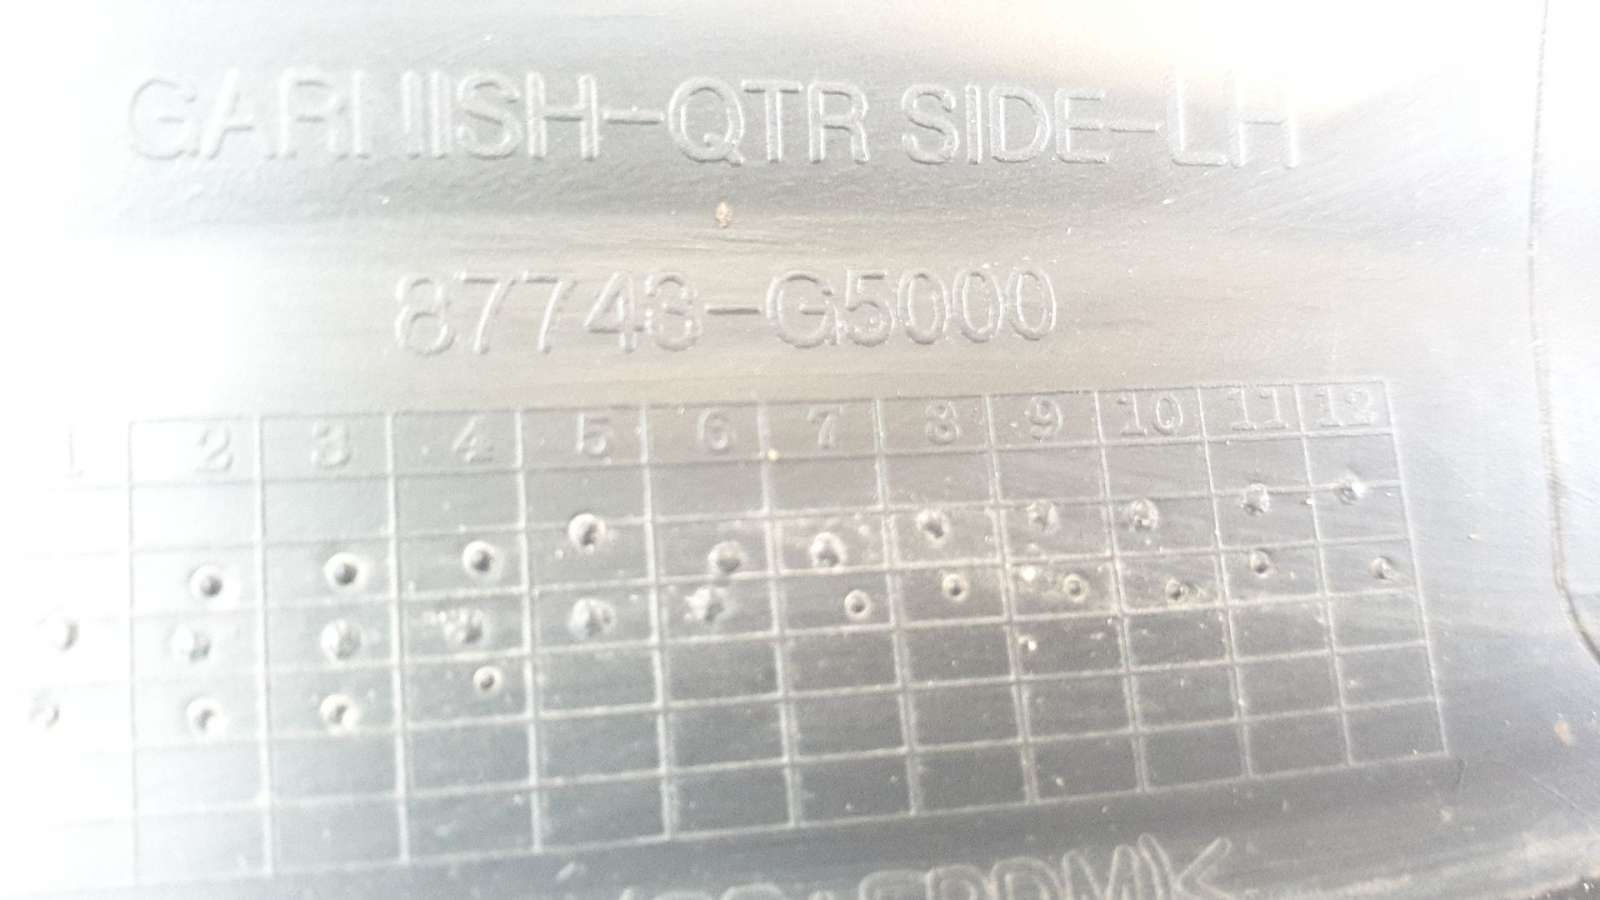 GARNISH-QTR SIDE-LH
87743-G5000
1 2 3 4 5 6 7 8 9 10 11 12